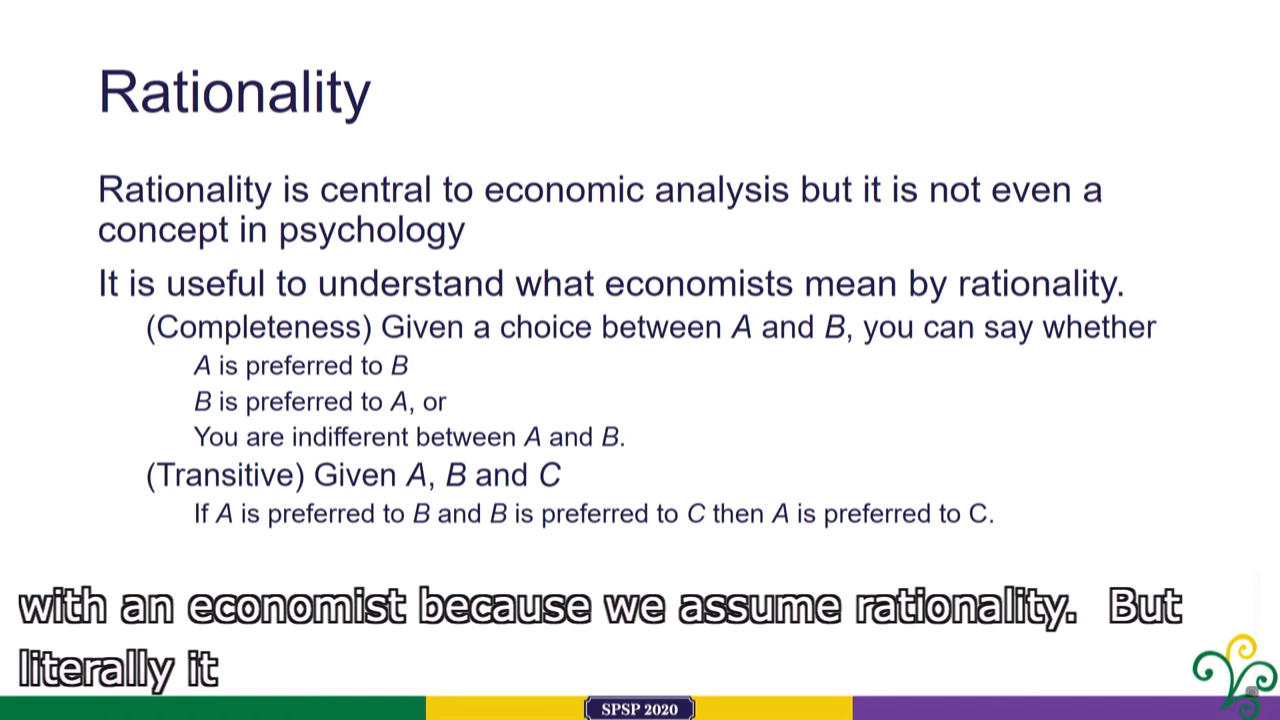 Rationality
Rationality is central to economic analysis but it is not even a
concept in psychology
It is useful to understand what economists mean by rationality.
(Completeness) Given a choice between A and B, you can say whether
A is preferred to B
B is preferred to A, or
You are indifferent between A and B.
(Transitive) Given A, B and C
If A is preferred to B and B is preferred to C then A is preferred to C.
with an economist because we assume rationality.  But
literally it
SPSP 2020